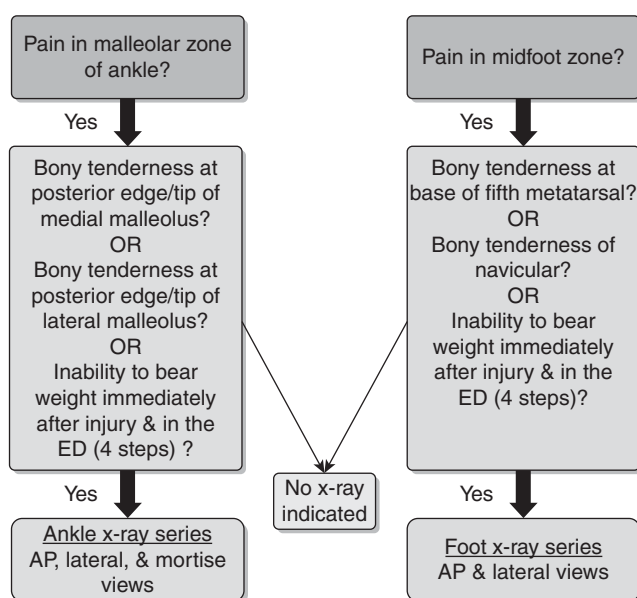 Pain in malleolar zone
of ankle?
Yes
Bony tenderness at
posterior edge/tip of
medial malleolus?
OR
Bony tenderness at
posterior edge/tip of
lateral malleolus?
OR
Inability to bear
weight immediately
after injury & in the
ED (4 steps) ?
Yes
Ankle x-ray series
AP, lateral, & mortise
views
No x-ray
indicated
Pain in midfoot zone?
Yes
Bony tenderness at
base of fifth metatarsal?
OR
Bony tenderness of
navicular?
OR
Inability to bear
weight immediately
after injury & in the
ED (4 steps)?
Yes
Foot x-ray series
AP & lateral views